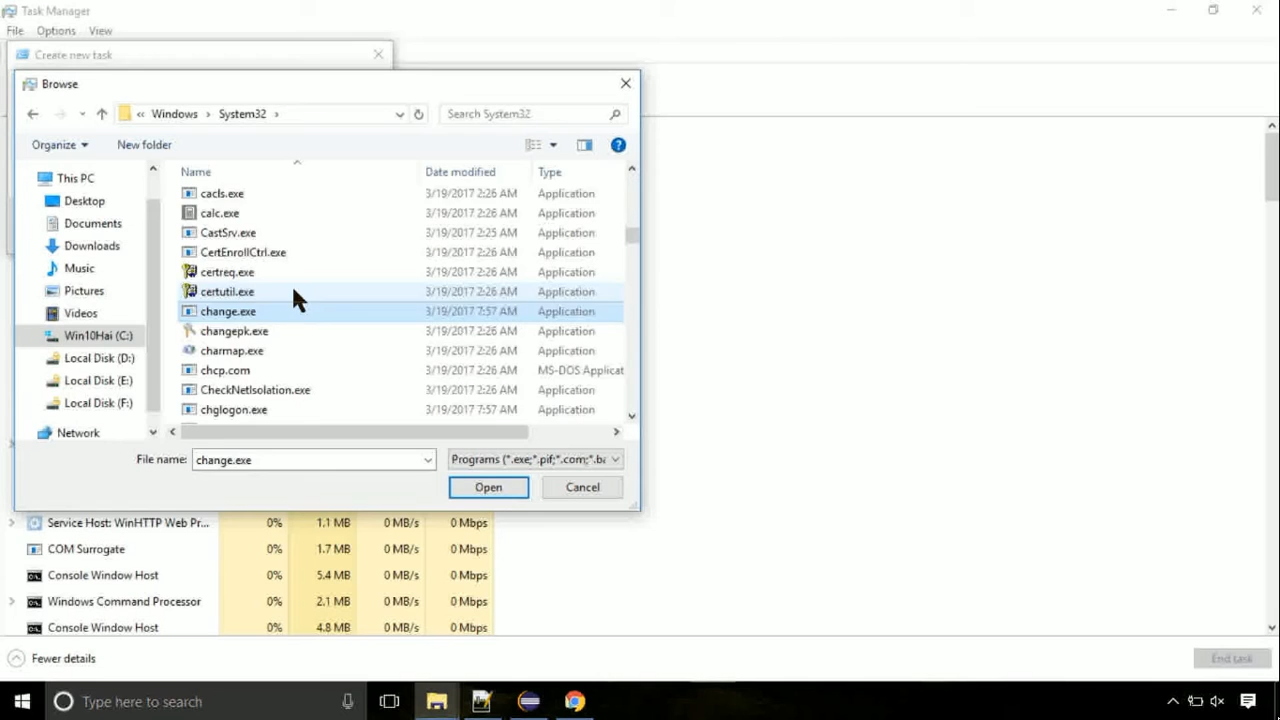 Task Manager
File Options View
Create new task
Browse
« Windows › System32 ›
Search System32
Organize New folder
Name Date modified Type
This PC
Desktop
Documents
Downloads
Music
Pictures
Videos
Win10Hai (C:)
Local Disk (D:)
Local Disk (E:)
Local Disk (F:)
Network
cacls.exe 3/19/2017 2:26 AM Application
calc.exe 3/19/2017 2:26 AM Application
CastSrv.exe 3/19/2017 2:25 AM Application
CertEnrollCtrl.exe 3/19/2017 2:26 AM Application
certreq.exe 3/19/2017 2:26 AM Application
certutil.exe 3/19/2017 2:26 AM Application
change.exe 3/19/2017 7:57 AM Application
changepk.exe 3/19/2017 2:26 AM Application
charmap.exe 3/19/2017 2:26 AM Application
chcp.com 3/19/2017 2:26 AM MS-DOS Applicat
CheckNetIsolation.exe 3/19/2017 2:26 AM Application
chglogon.exe 3/19/2017 7:57 AM Application
File name: change.exe Programs (*.exe;*.pif;*.com;*.ba
Open Cancel
Service Host: WinHTTP Web Pr... 0% 1.1 MB 0 MB/s 0 Mbps
COM Surrogate 0% 1.7 MB 0 MB/s 0 Mbps
Console Window Host 0% 5.4 MB 0 MB/s 0 Mbps
Windows Command Processor 0% 2.1 MB 0 MB/s 0 Mbps
Console Window Host 0% 4.8 MB 0 MB/s 0 Mbps
Fewer details End task
Type here to search